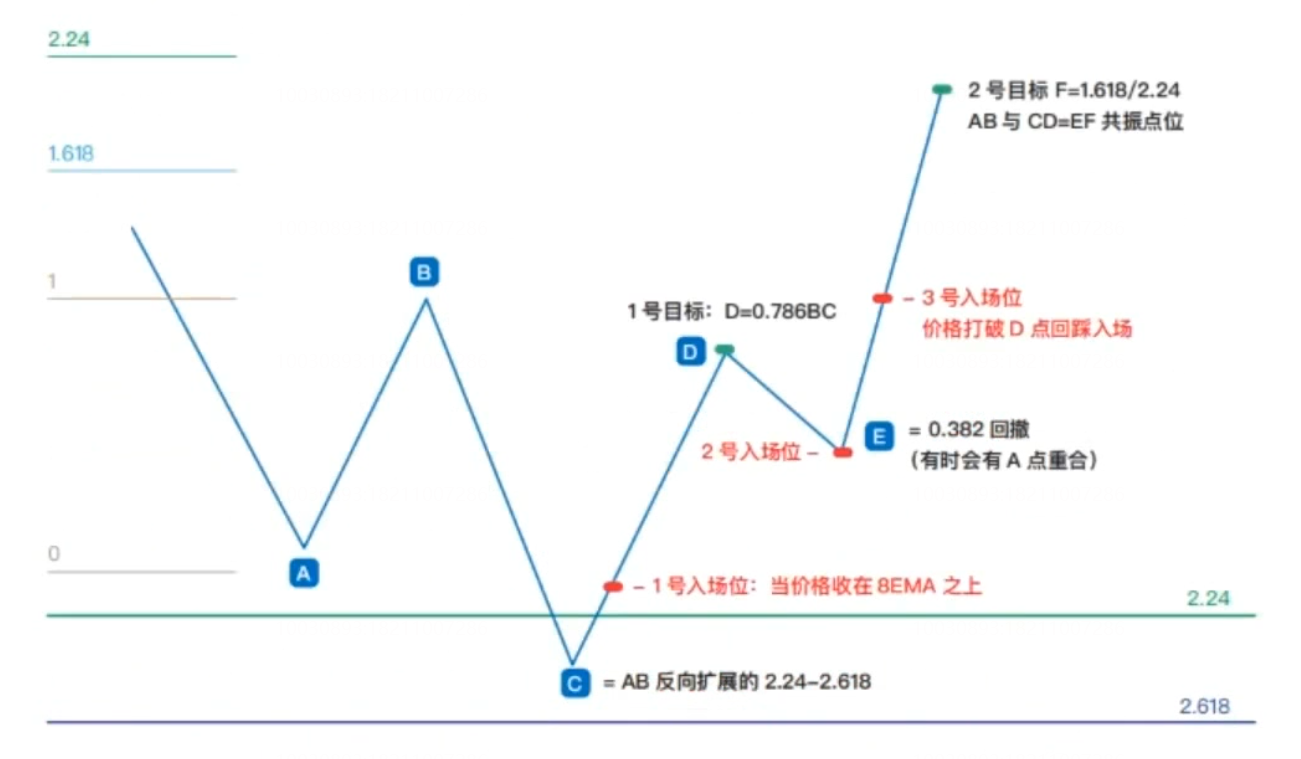 2.24
2 号目标 F=1.618/2.24
AB 与 CD=EF 共振点位
1.618
B
1
– 3 号入场位
价格打破 D 点回踩入场
1 号目标：D=0.786BC
D
E
= 0.382 回撤
（有时会有 A 点重合）
2 号入场位 –
0
A
– 1 号入场位：当价格收在 8EMA 之上
2.24
C
= AB 反向扩展的 2.24–2.618
2.618